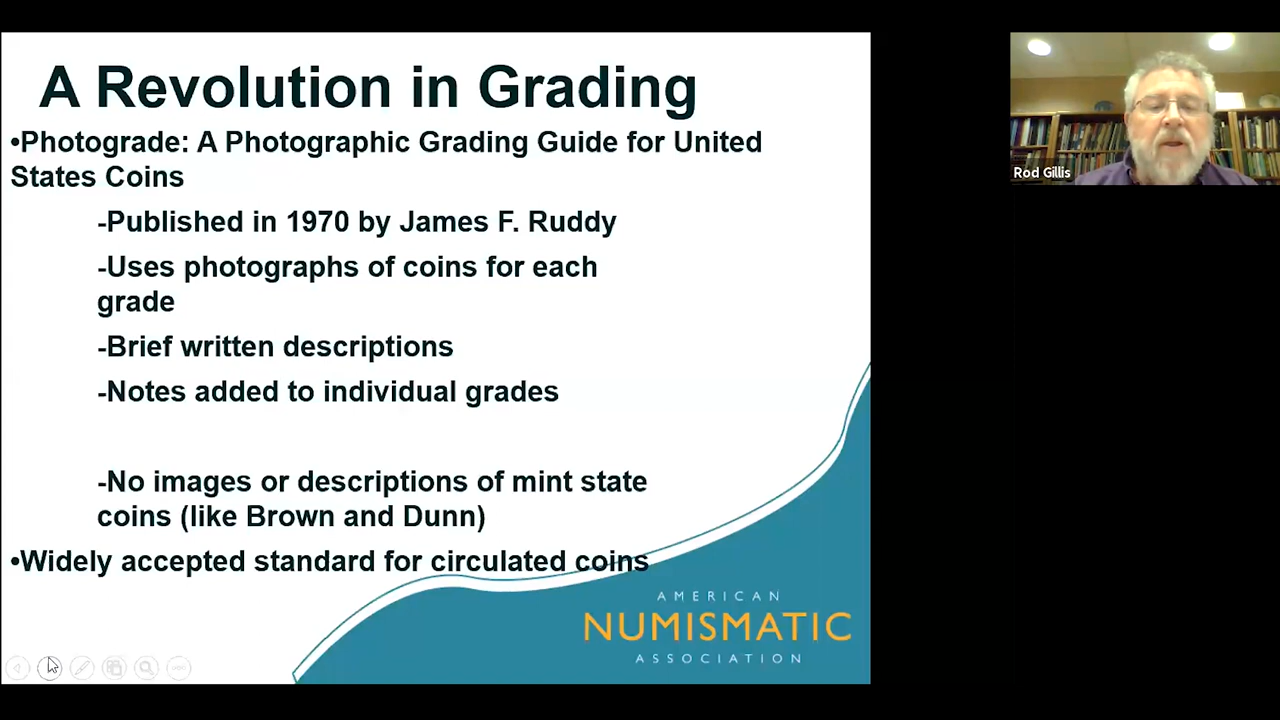 A Revolution in Grading
•Photograde: A Photographic Grading Guide for United
States Coins
-Published in 1970 by James F. Ruddy
-Uses photographs of coins for each
grade
-Brief written descriptions
-Notes added to individual grades
-No images or descriptions of mint state
coins (like Brown and Dunn)
•Widely accepted standard for circulated coins
AMERICAN
NUMISMATIC
ASSOCIATION
Rod Gillis